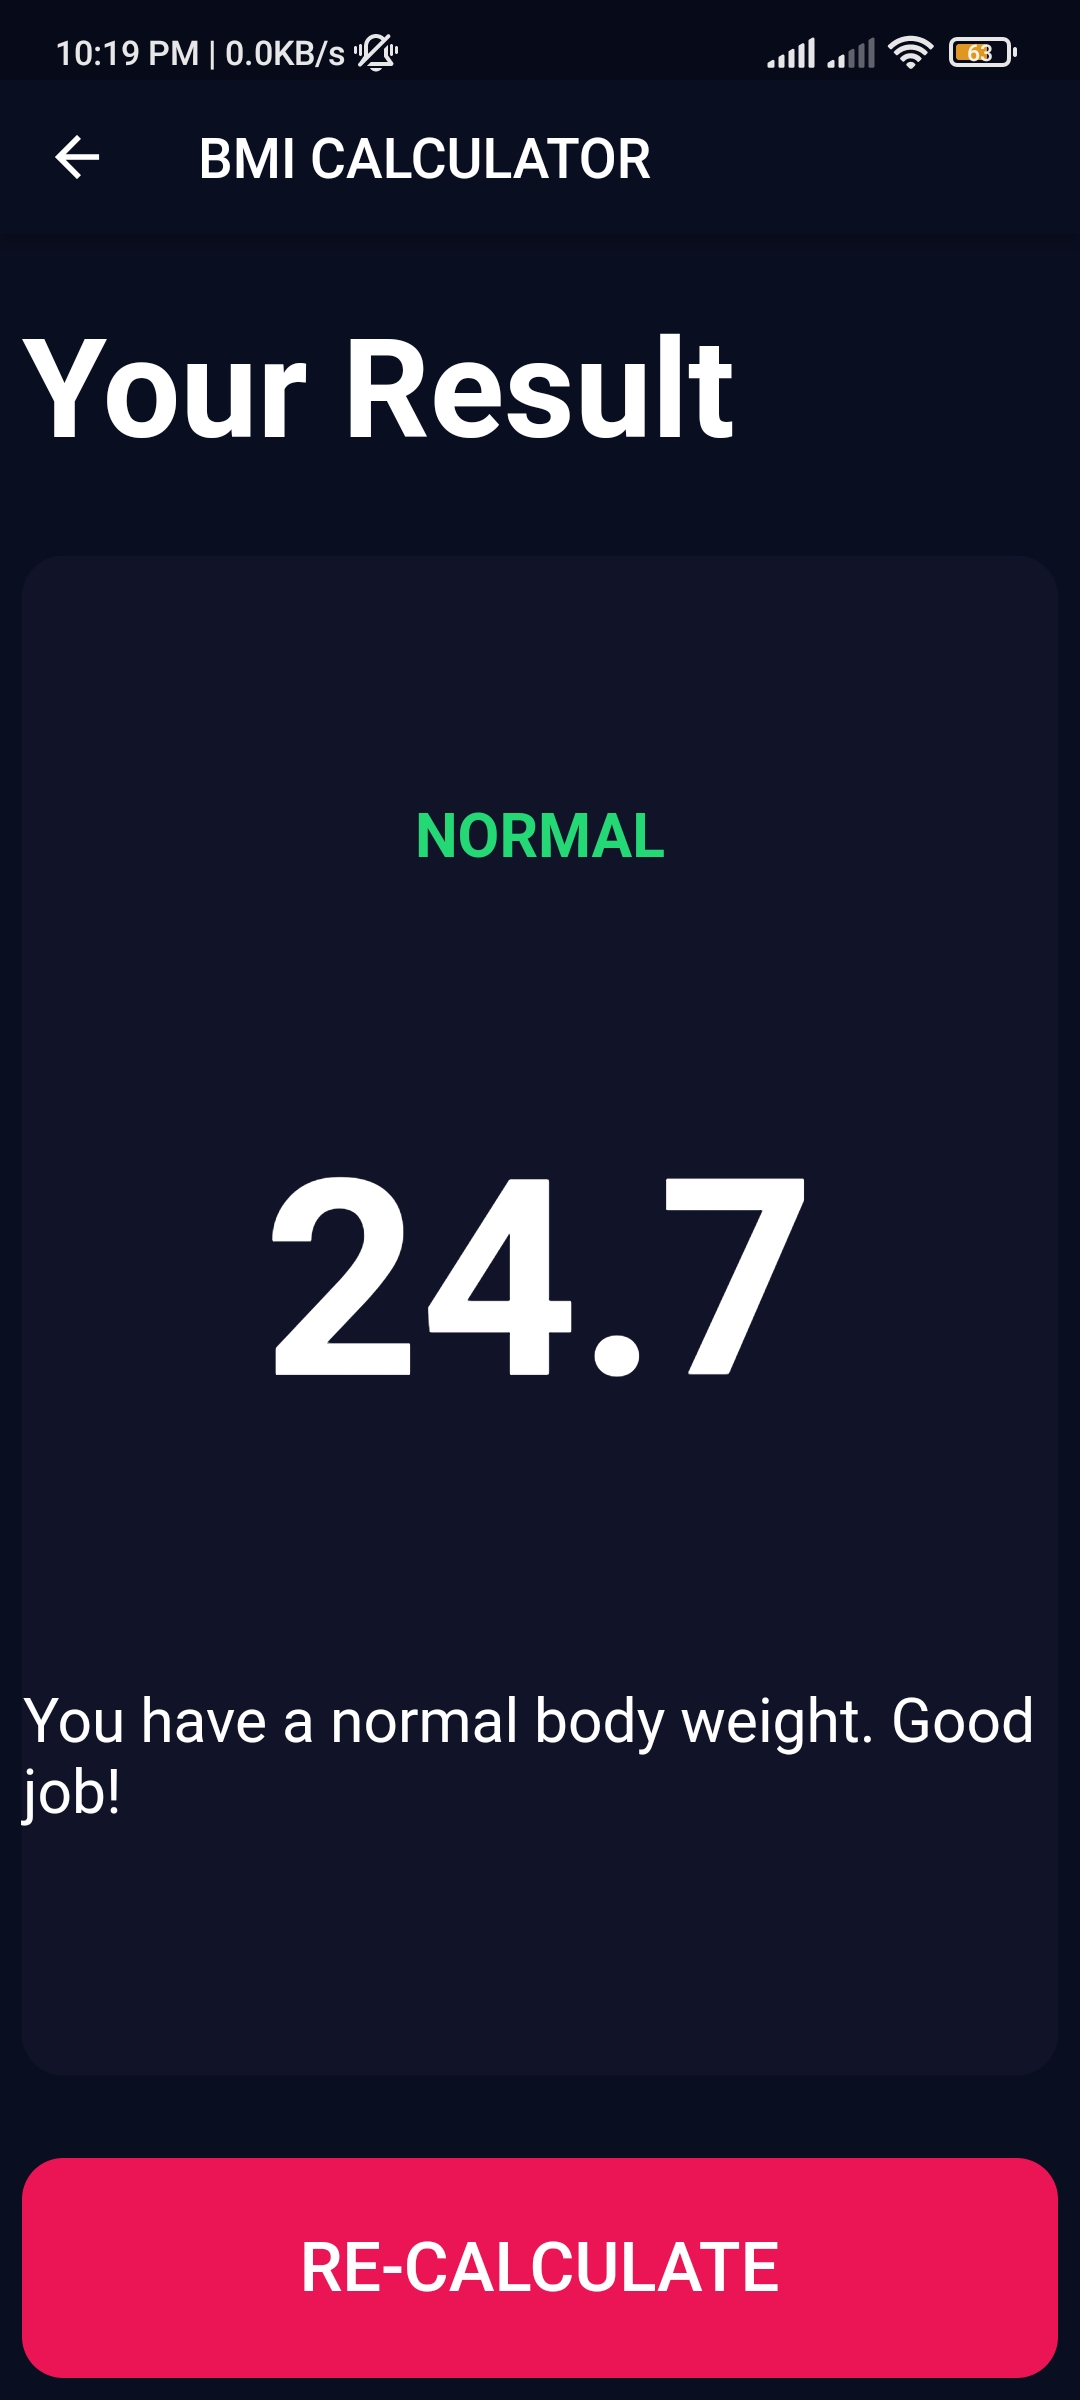 10:19 PM | 0.0KB/s 63
BMI CALCULATOR
Your Result
NORMAL
24.7
You have a normal body weight. Good
job!
RE-CALCULATE